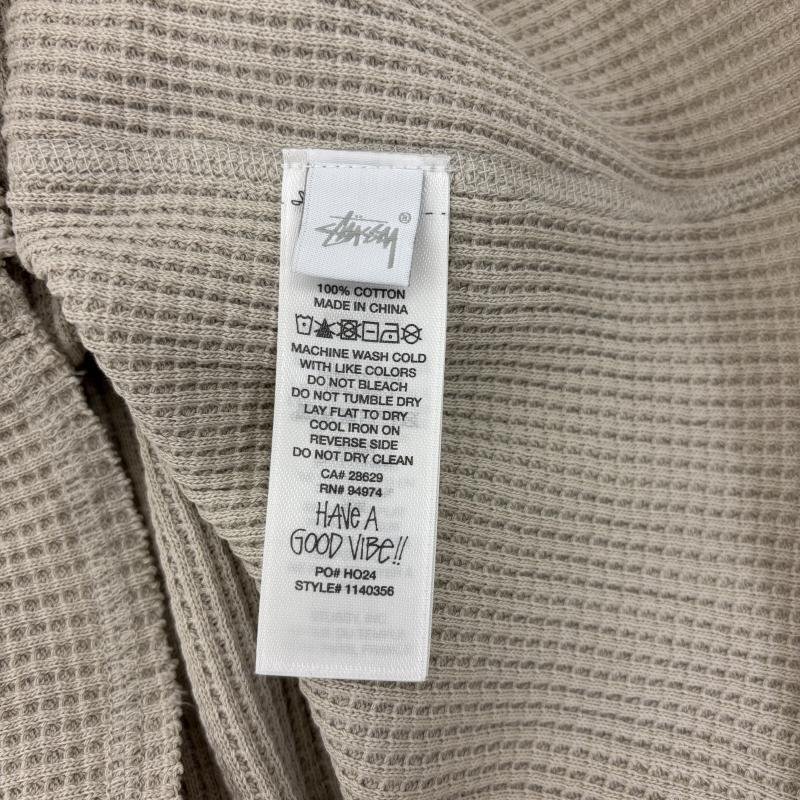 STÜSSY®
100% COTTON
MADE IN CHINA
MACHINE WASH COLD
WITH LIKE COLORS
DO NOT BLEACH
DO NOT TUMBLE DRY
LAY FLAT TO DRY
COOL IRON ON
REVERSE SIDE
DO NOT DRY CLEAN
CA# 28629
RN# 94974
HAVE A
GOOD VIBE!!
PO# HO24
STYLE# 1140356